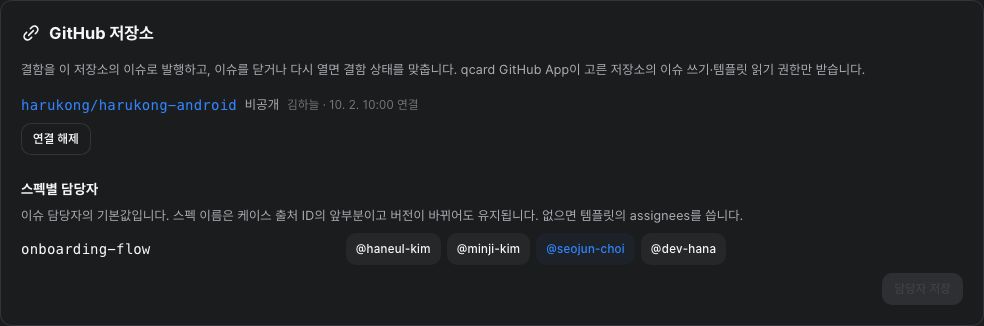 GitHub 저장소
결함을 이 저장소의 이슈로 발행하고, 이슈를 닫거나 다시 열면 결함 상태를 맞춥니다. qcard GitHub App이 고른 저장소의 이슈 쓰기·템플릿 읽기 권한만 받습니다.
harukong/harukong-android 비공개 김하늘 · 10. 2. 10:00 연결
연결 해제
스펙별 담당자
이슈 담당자의 기본값입니다. 스펙 이름은 케이스 출처 ID의 앞부분이고 버전이 바뀌어도 유지됩니다. 없으면 템플릿의 assignees를 씁니다.
onboarding-flow @haneul-kim @minji-kim @seojun-choi @dev-hana
담당자 저장